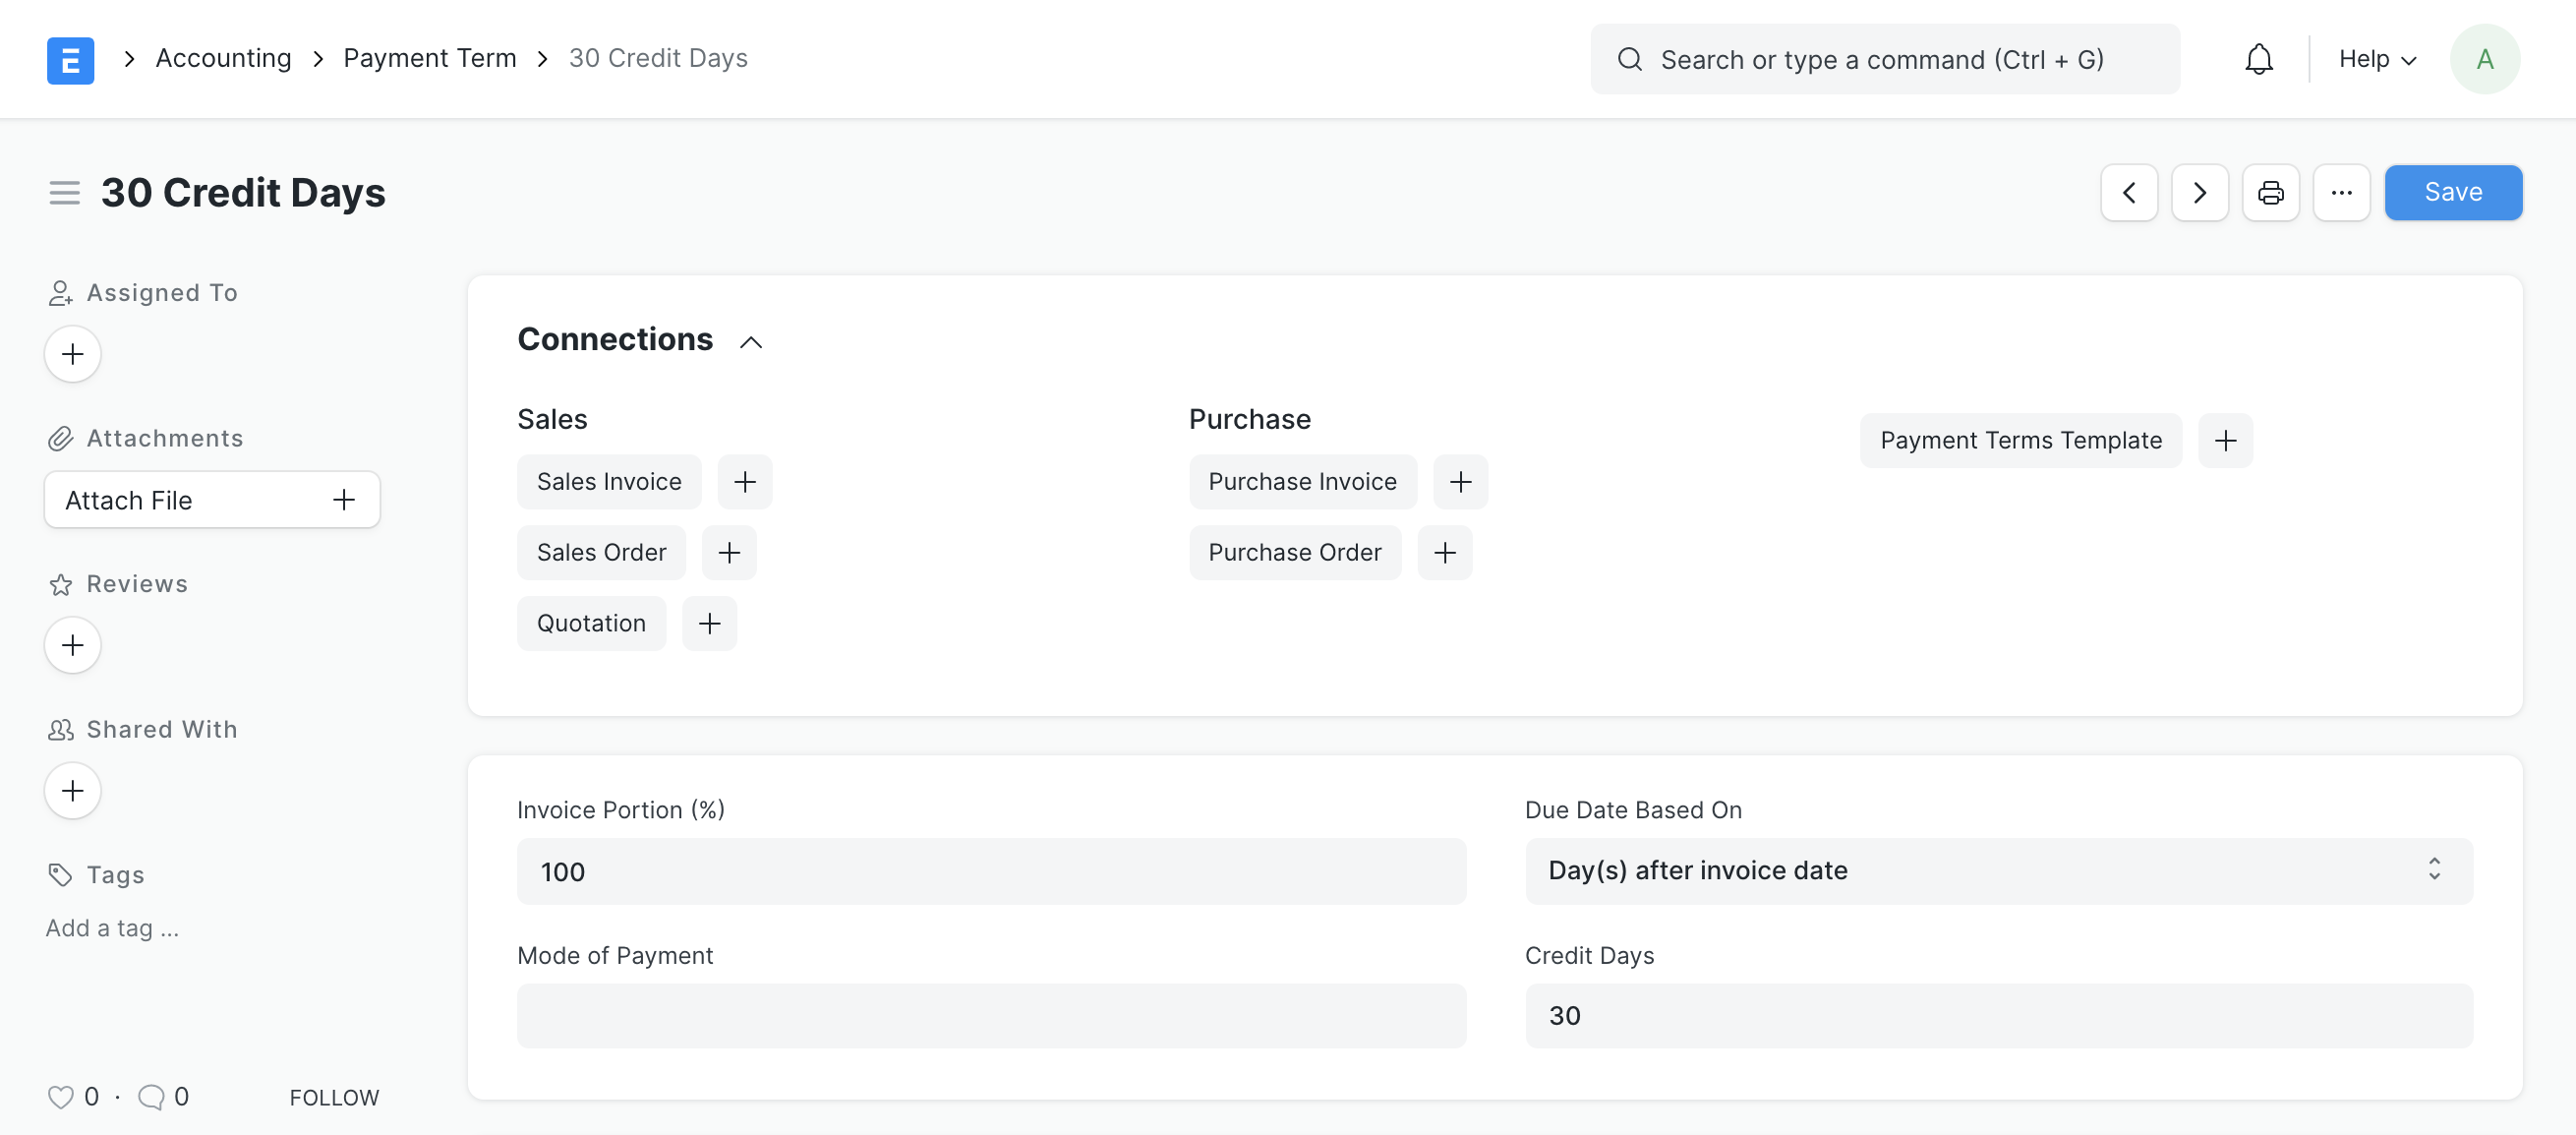 Accounting > Payment Term > 30 Credit Days
Search or type a command (Ctrl + G)
Help
A
30 Credit Days
Save
Assigned To
Attachments
Attach File
Reviews
Shared With
Tags
Add a tag ...
0 · 0
FOLLOW
Connections
Sales
Sales Invoice
Sales Order
Quotation
Purchase
Purchase Invoice
Purchase Order
Payment Terms Template
Invoice Portion (%)
100
Due Date Based On
Day(s) after invoice date
Mode of Payment
Credit Days
30